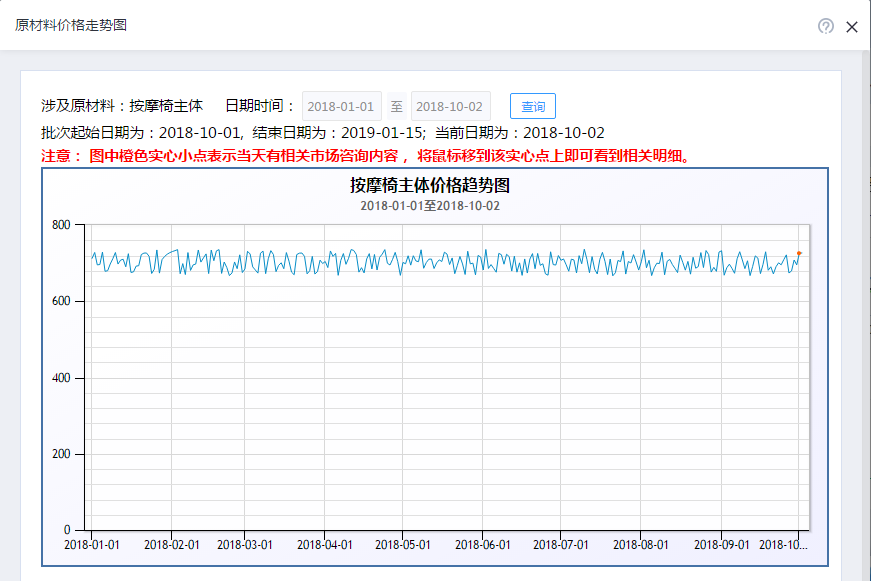 原材料价格走势图
涉及原材料：按摩椅主体 日期时间： 2018-01-01 至 2018-10-02 查询
批次起始日期为：2018-10-01, 结束日期为：2019-01-15; 当前日期为：2018-10-02
注意： 图中橙色实心小点表示当天有相关市场咨询内容， 将鼠标移到该实心点上即可看到相关明细。
按摩椅主体价格趋势图
2018-01-01至2018-10-02
800
600
400
200
0
2018-01-01 2018-02-01 2018-03-01 2018-04-01 2018-05-01 2018-06-01 2018-07-01 2018-08-01 2018-09-01 2018-10...